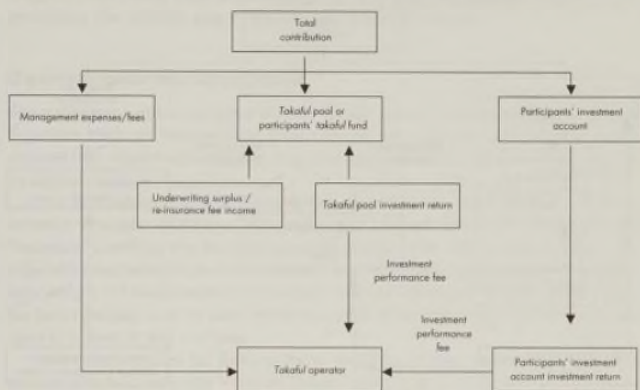 Total
contribution
Management expenses/fees
Takaful pool or
participants' takaful fund
Participants' investment
account
Underwriting surplus /
re-insurance fee income
Takaful pool investment return
Investment
performance fee
Investment
performance
fee
Takaful operator
Participants' investment
account investment return